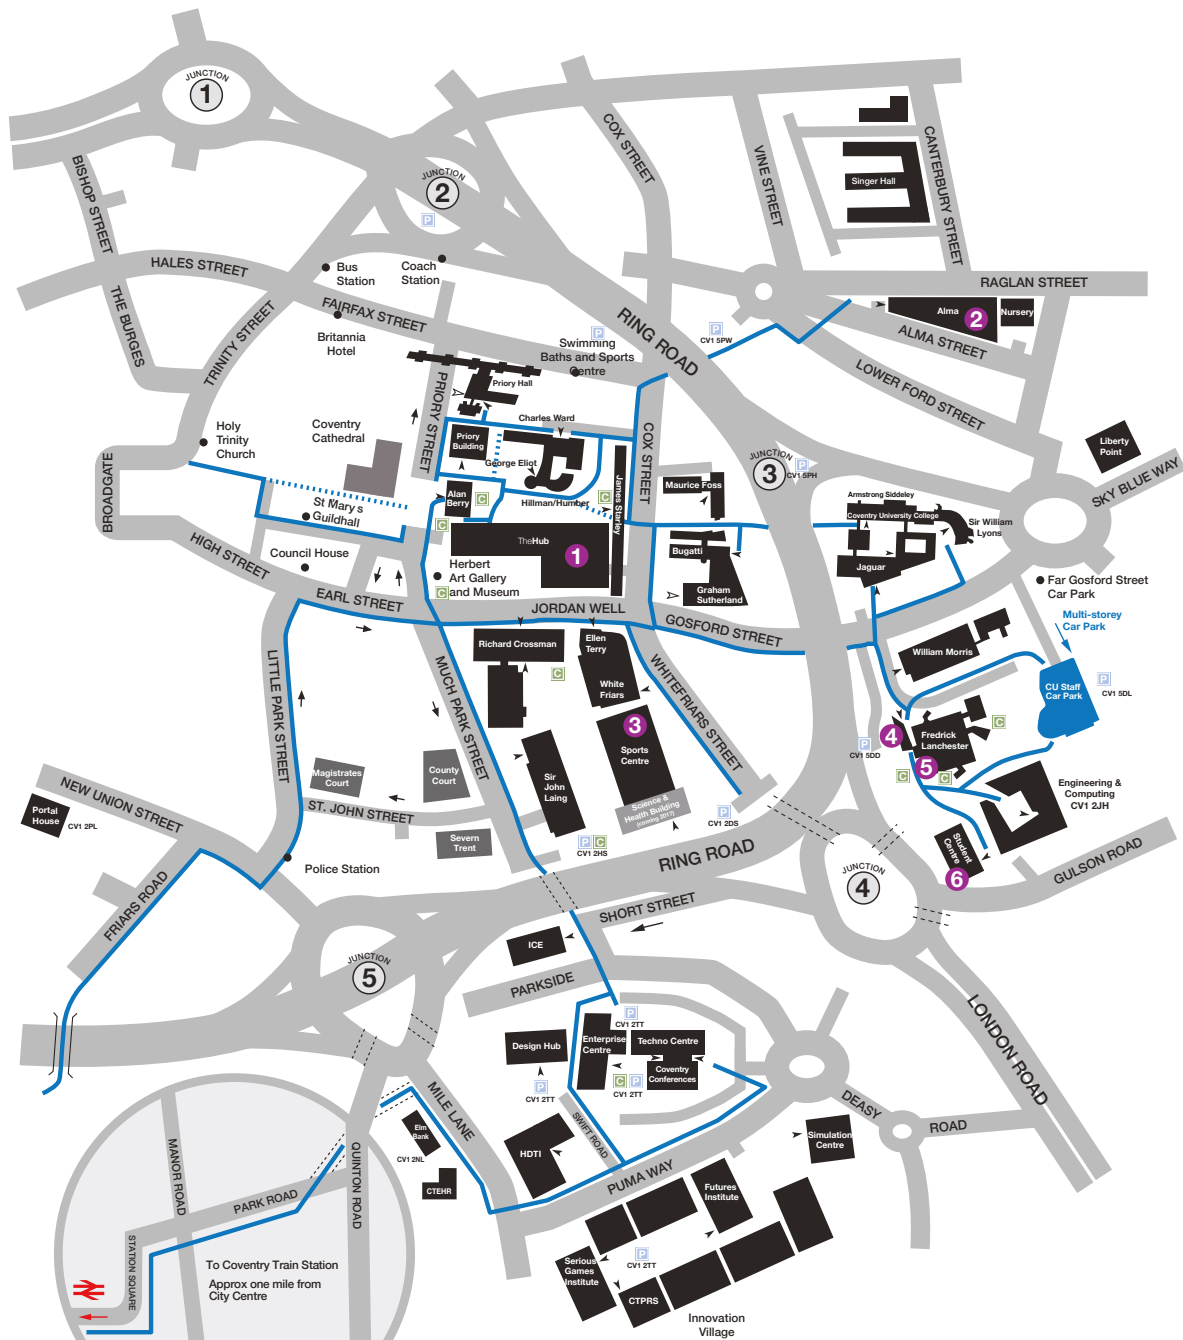 JUNCTION
1
BISHOP STREET
JUNCTION
2
P
COX STREET
VINE STREET
CANTERBURY STREET
Singer Hall
HALES STREET
THE BURGES
TRINITY STREET
Bus
Station
Coach
Station
FAIRFAX STREET
Britannia
Hotel
RING ROAD
RAGLAN STREET
Alma
2
Nursery
ALMA STREET
LOWER FORD STREET
P
CV1 5PW
P
Swimming
Baths and Sports
Centre
Priory Hall
PRIORY STREET
Charles Ward
Holy
Trinity
Church
Coventry
Cathedral
Priory
Building
George Eliot
COX STREET
James Starley
Alan
Berry
C
C
Hillman/Humber
C
Maurice Foss
JUNCTION
3
P
CV1 5PH
Liberty
Point
SKY BLUE WAY
BROADGATE
St Mary's
Guildhall
HIGH STREET
Council House
TheHub
1
Bugatti
Graham
Sutherland
Armstrong Siddeley
Coventry University College
Sir William
Lyons
Jaguar
Herbert
Art Gallery
and Museum
C
EARL STREET
JORDAN WELL
GOSFORD STREET
Far Gosford Street
Car Park
Multi-storey
Car Park
Richard Crossman
Ellen
Terry
White
Friars
C
WHITEFRIARS STREET
William Morris
CU Staff
Car Park
P
CV1 5DL
LITTLE PARK STREET
MUCH PARK STREET
3
Sports
Centre
4
Fredrick
Lanchester
5
C
C
C
P
CV1 5DD
Magistrates
Court
County
Court
Sir
John
Laing
Science &
Health Building
(coming 2017)
P
CV1 2DS
Engineering &
Computing
CV1 2JH
NEW UNION STREET
Portal
House
CV1 2PL
ST. JOHN STREET
Severn
Trent
P
C
CV1 2HS
Student
Centre
6
GULSON ROAD
Police Station
RING ROAD
JUNCTION
4
FRIARS ROAD
SHORT STREET
ICE
JUNCTION
5
PARKSIDE
LONDON ROAD
P
CV1 2TT
Design Hub
Enterprise
Centre
Techno Centre
Coventry
Conferences
P
CV1 2TT
C
P
CV1 2TT
MILE LANE
Elm
Bank
CV1 2NL
SWIFT ROAD
DEASY
ROAD
Simulation
Centre
HDTI
CTEHR
PUMA WAY
MANOR ROAD
QUINTON ROAD
PARK ROAD
STATION SQUARE
Futures
Institute
To Coventry Train Station
Approx one mile from
City Centre
P
CV1 2TT
Serious
Games
Institute
CTPRS
Innovation
Village